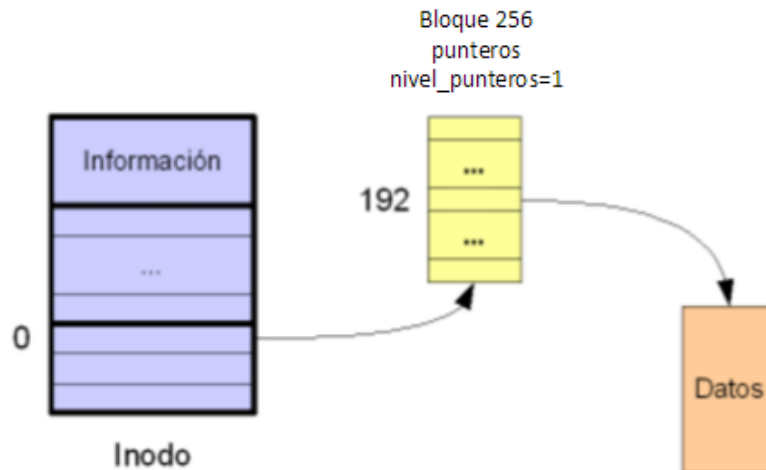 Bloque 256
punteros
nivel_punteros=1
Información
...
...
192
...
0
Datos
Inodo